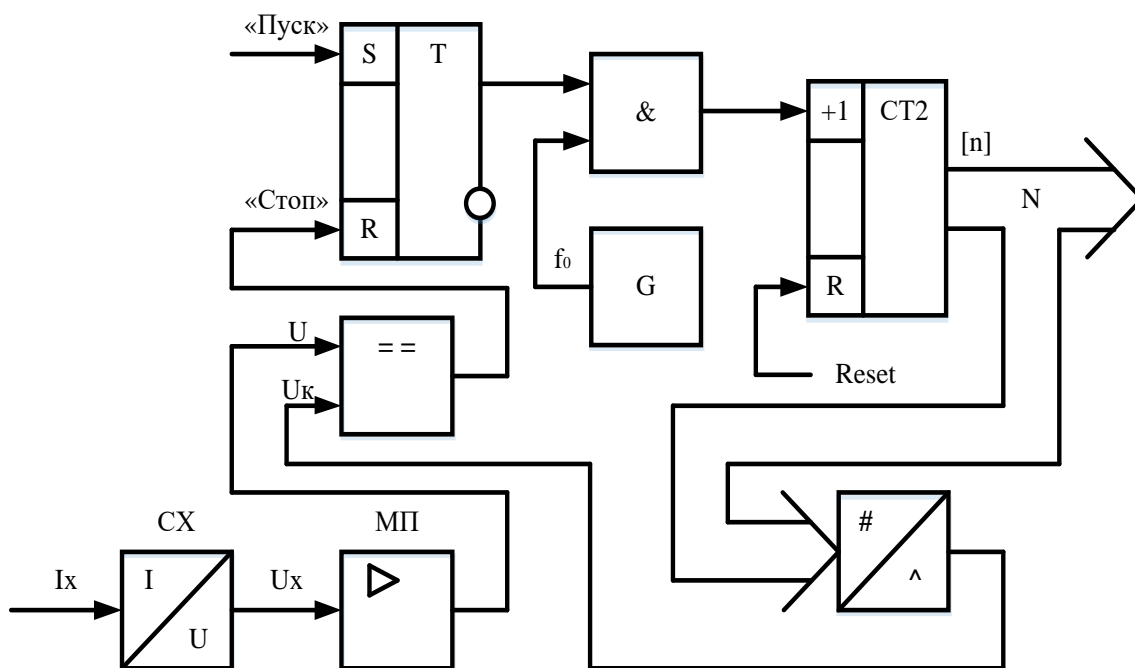 «Пуск»
S
T
&
+1
CT2
[n]
N
«Стоп»
R
f₀
G
R
Reset
U
= =
Uк
CX
МП
#
^
Ix
I
U
Ux